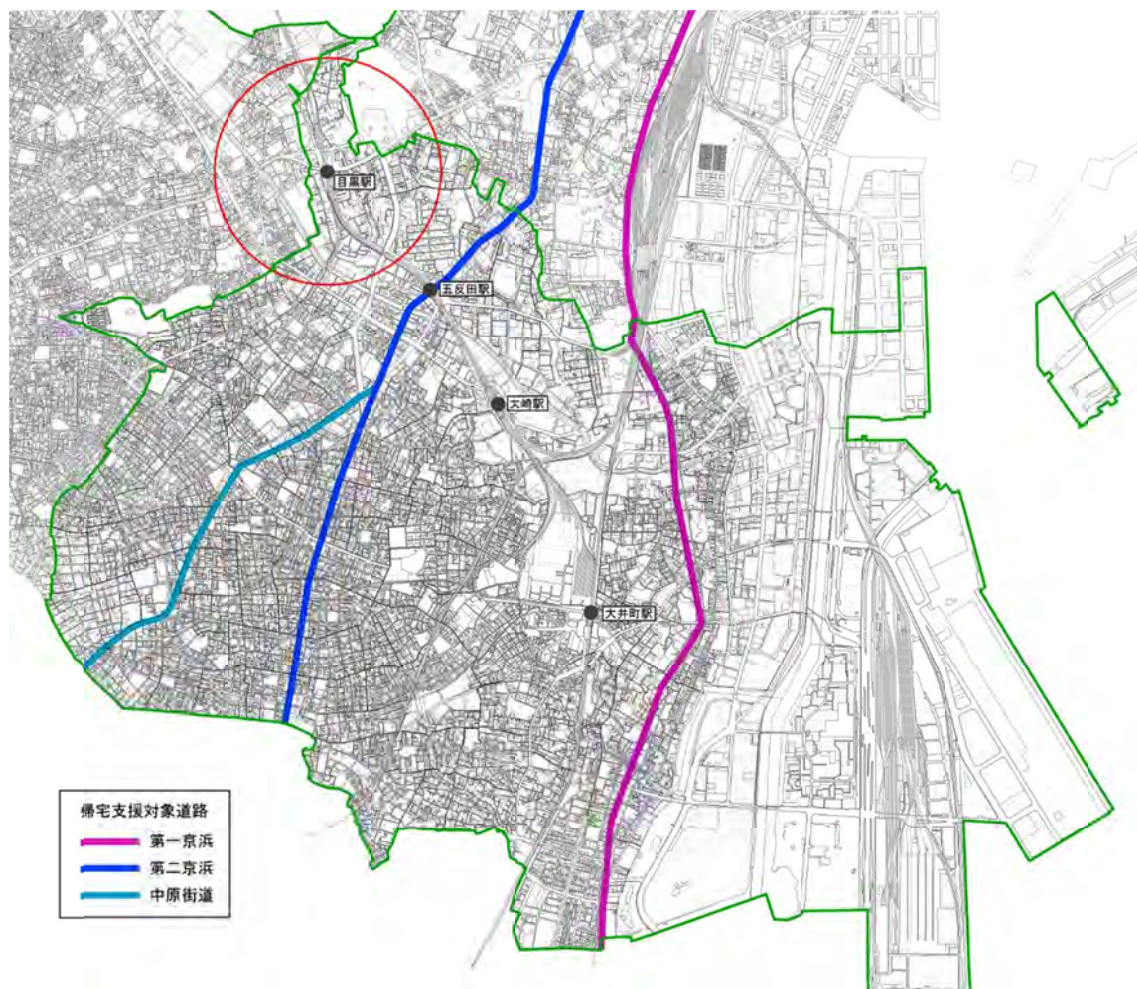 目黒駅
五反田駅
大崎駅
大井町駅
帰宅支援対象道路
第一京浜
第二京浜
中原街道